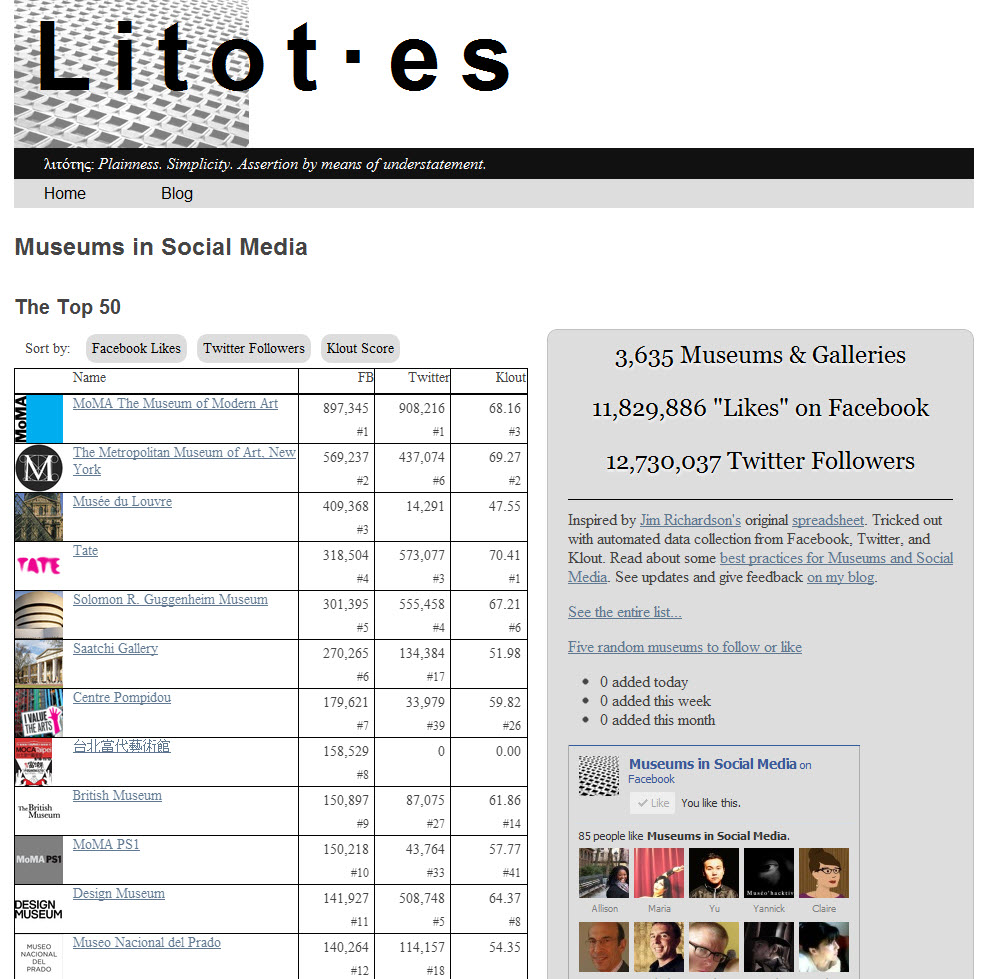 Litot·es
λιτότης: Plainness. Simplicity. Assertion by means of understatement.
Home Blog
Museums in Social Media
The Top 50
Sort by: Facebook Likes Twitter Followers Klout Score
Name FB Twitter Klout
MoMA
MoMA The Museum of Modern Art 897,345 908,216 68.16
#1 #1 #3
M
The Metropolitan Museum of Art, New 569,237 437,074 69.27
York
#2 #6 #2
Musée du Louvre 409,368 14,291 47.55
#3
TATE
Tate 318,504 573,077 70.41
#4 #3 #1
Solomon R. Guggenheim Museum 301,395 555,458 67.21
#5 #4 #6
Saatchi Gallery 270,265 134,384 51.98
#6 #17
I VALUE
THE ARTS
Centre Pompidou 179,621 33,979 59.82
#7 #39 #26
MOCA Taipei
台北當代藝術館 158,529 0 0.00
#8
The British
Museum
British Museum 150,897 87,075 61.86
#9 #27 #14
MoMA PS1
MoMA PS1 150,218 43,764 57.77
#10 #33 #41
DESIGN
MUSEUM
Design Museum 141,927 508,748 64.37
#11 #5 #8
MUSEO
NACIONAL
DEL
PRADO
Museo Nacional del Prado 140,264 114,157 54.35
#12 #18
3,635 Museums & Galleries
11,829,886 "Likes" on Facebook
12,730,037 Twitter Followers
Inspired by Jim Richardson's original spreadsheet. Tricked out
with automated data collection from Facebook, Twitter, and
Klout. Read about some best practices for Museums and Social
Media. See updates and give feedback on my blog.
See the entire list...
Five random museums to follow or like
0 added today
0 added this week
0 added this month
Museums in Social Media on
Facebook
Like You like this.
85 people like Museums in Social Media.
Muséo'hacktiv
Allison Maria Yu Yannick Claire